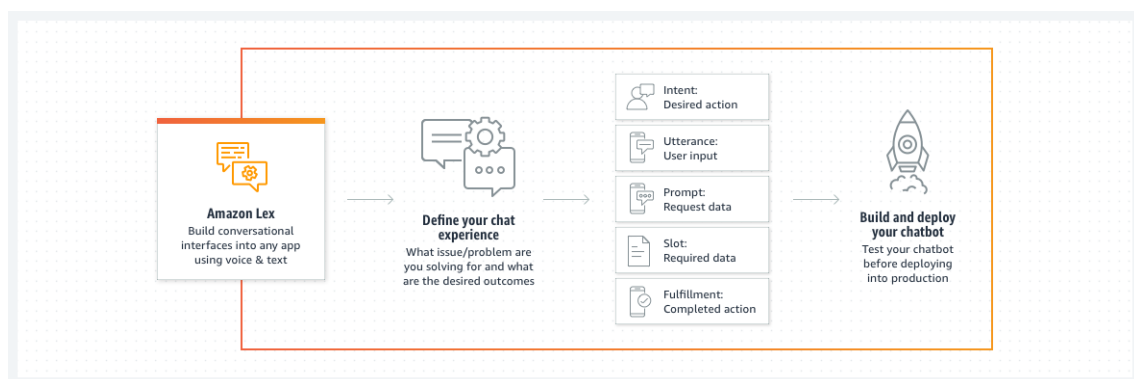 Amazon Lex
Build conversational
interfaces into any app
using voice & text
Define your chat
experience
What issue/problem are
you solving for and what
are the desired outcomes
Intent:
Desired action
Utterance:
User input
Prompt:
Request data
Slot:
Required data
Fulfillment:
Completed action
Build and deploy
your chatbot
Test your chatbot
before deploying
into production